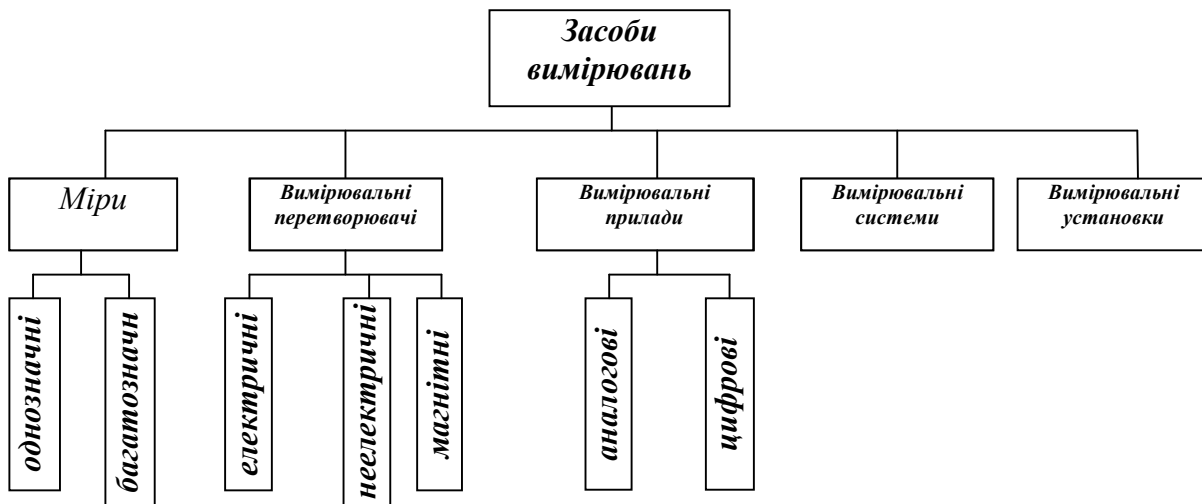 Засоби
вимірювань
Міри
Вимірювальні
перетворювачі
Вимірювальні
прилади
Вимірювальні
системи
Вимірювальні
установки
однозначні
багатозначн
електричні
неелектричні
магнітні
аналогові
цифрові